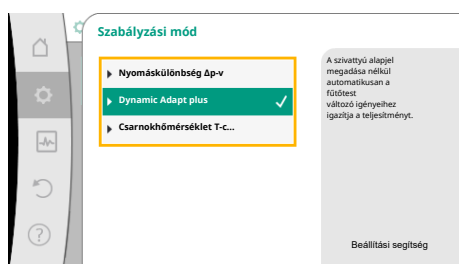 Szabályzási mód
Nyomáskülönbség Δp-v
Dynamic Adapt plus
Csarnokhőmérséklet T-c...
A szivattyú alapjel
megadása nélkül
automatikusan a
fűtőtest
változó igényeihez
igazítja a teljesítményt.
Beállítási segítség